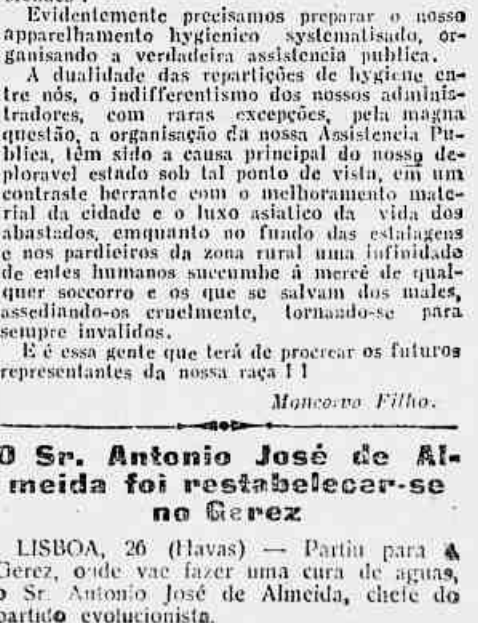 Evidentemente precisamos preparar o nosso
apparelhamento hygienico systematisado, or-
ganisando a verdadeira assistencia publica.
A dualidade das repartições de hygiene en-
tre nós, o indifferentismo dos nossos adminis-
tradores, com raras excepções, pela magna
questão, a organisação da nossa Assistencia Pu-
blica, têm sido a causa principal do nosso de-
ploravel estado sob tal ponto de vista, em um
contraste berrante com o melhoramento mate-
rial da cidade e o luxo asiatico da vida dos
abastados, emquanto no fundo das estalagens
e nos pardieiros da zona rural uma infinidade
de entes humanos succumbe á mercê de qual-
quer soccorro e os que se salvam dos males,
assediando-os cruelmente, tornando-se para
sempre invalidos.
E é essa gente que terá de procrear os futuros
representantes da nossa raça ! !
Moncorvo Filho.
O Sr. Antonio José de Al-
meida foi restabelecer-se
no Gerez
LISBOA, 26 (Havas) — Partiu para
Gerez, onde vae fazer uma cura de aguas,
o Sr. Antonio José de Almeida, chefe do
partido evolucionista.